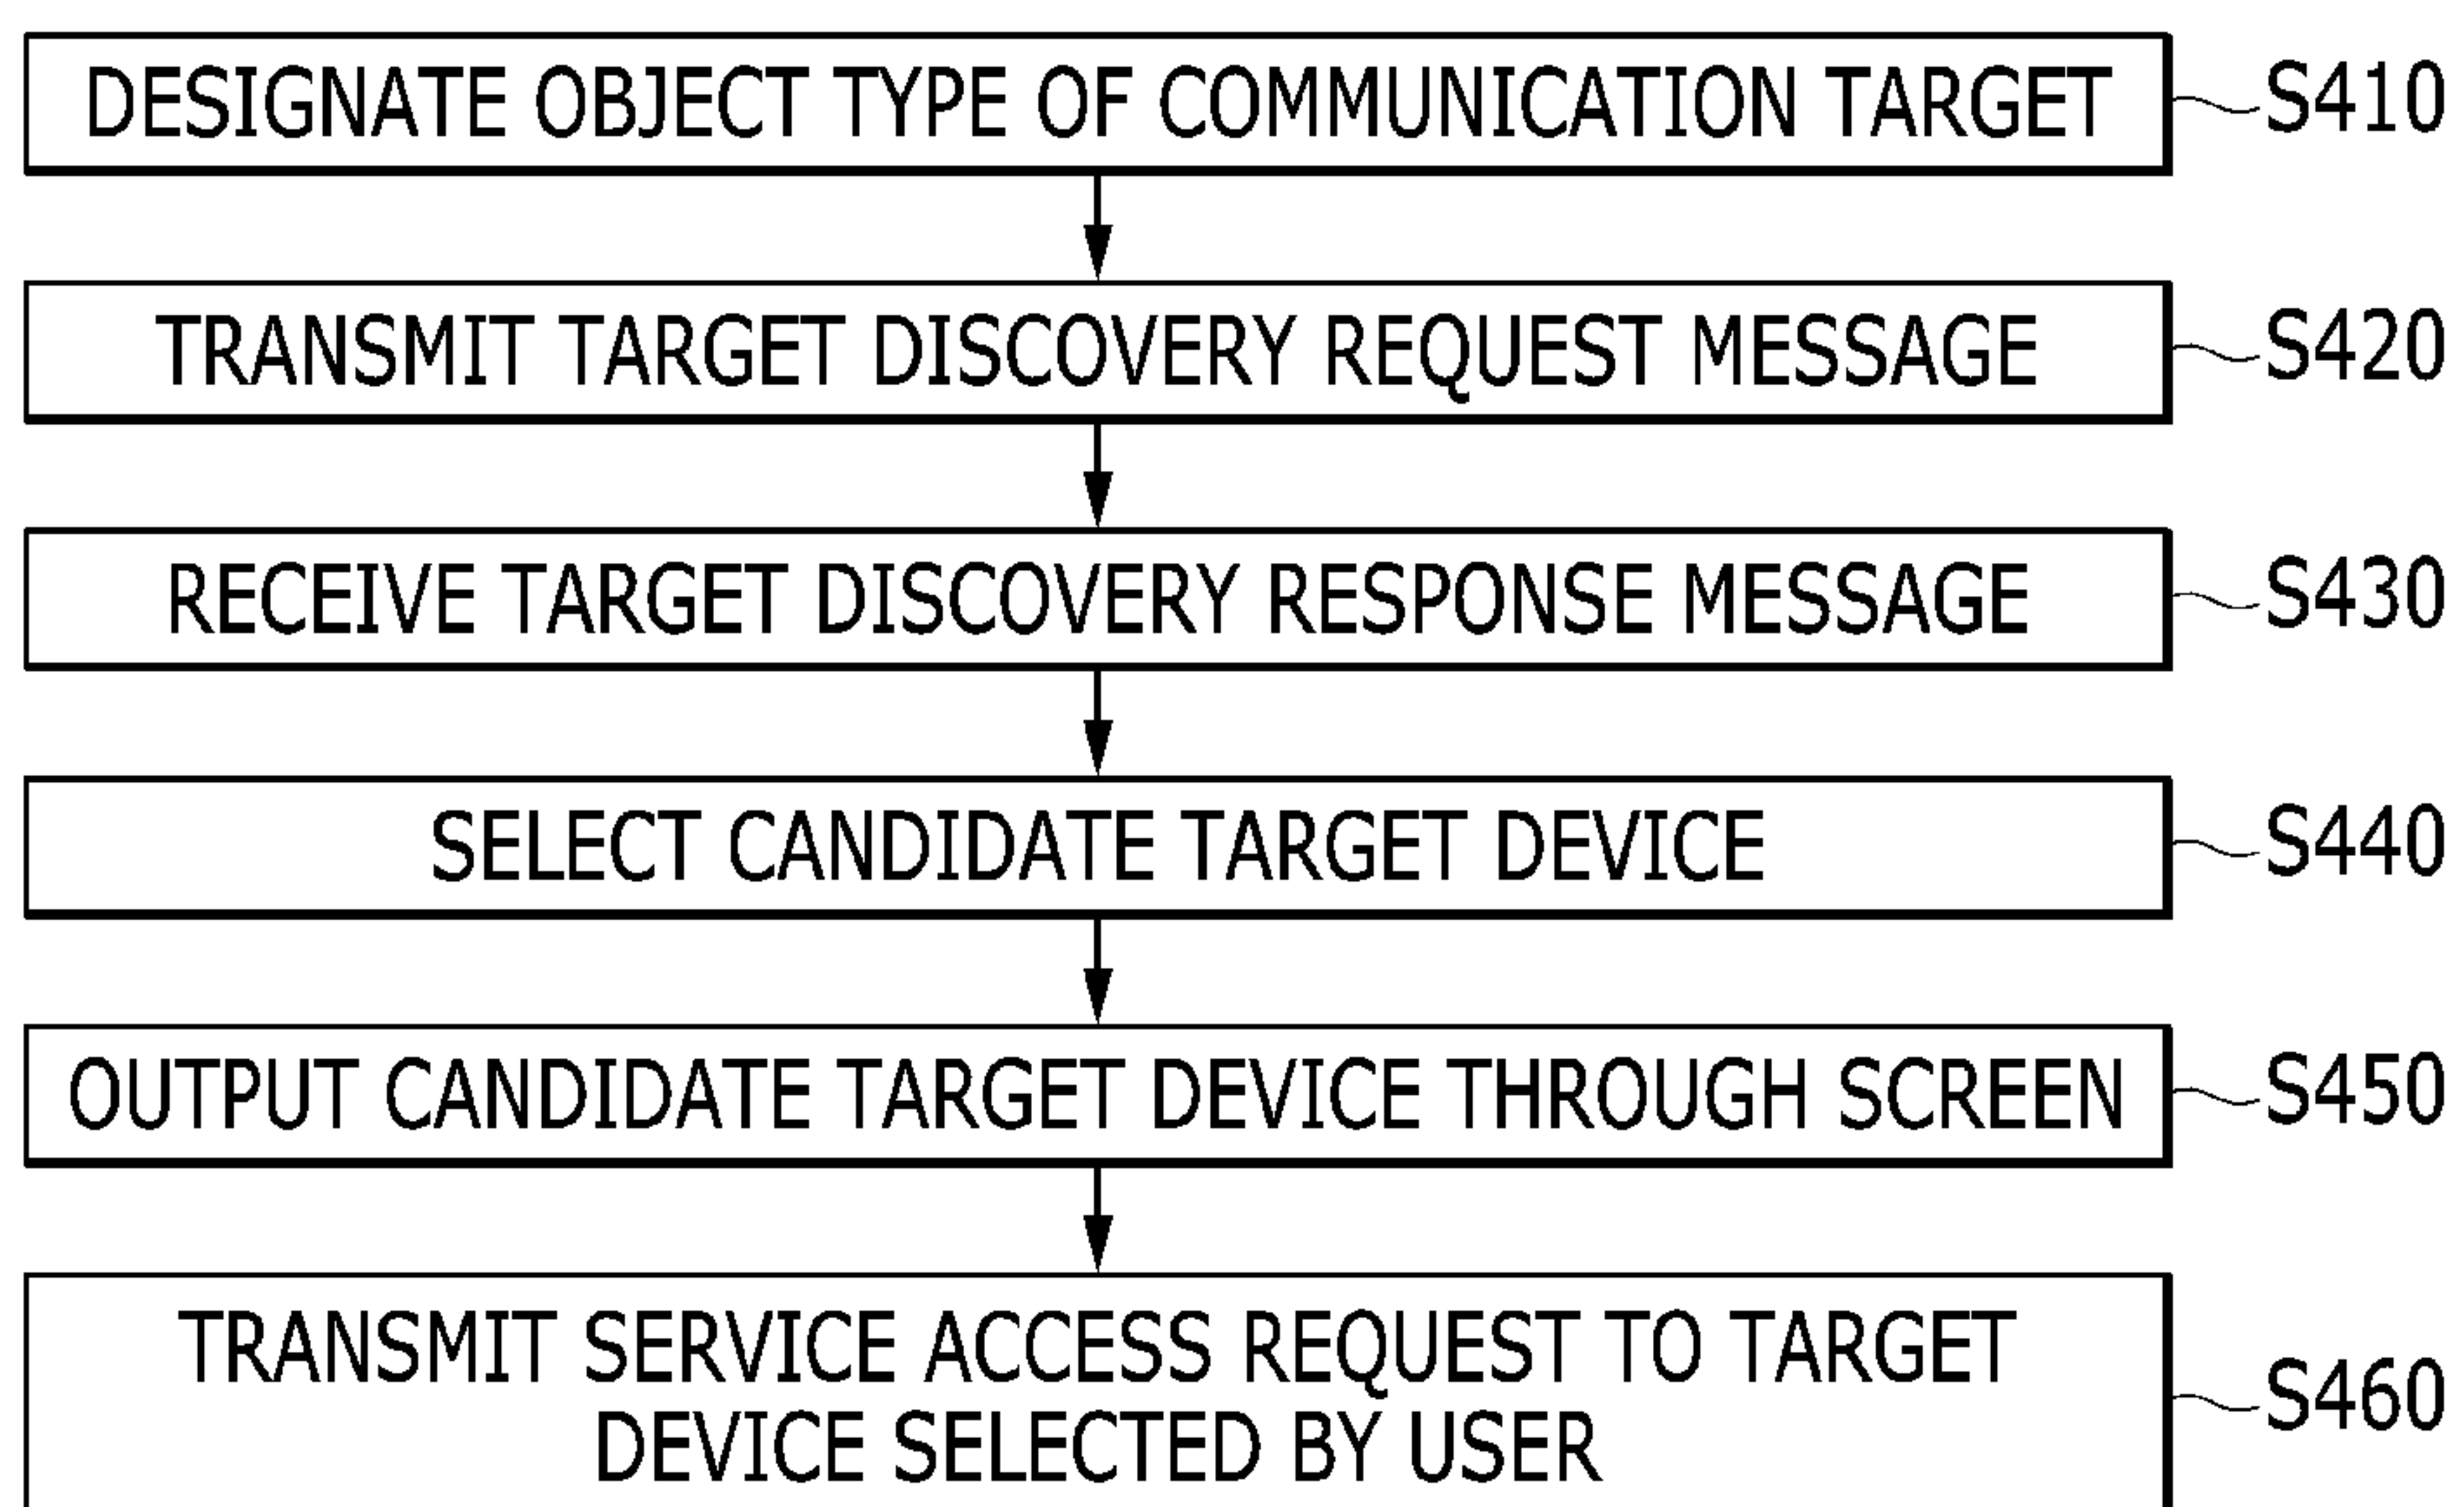 DESIGNATE OBJECT TYPE OF COMMUNICATION TARGET S410
TRANSMIT TARGET DISCOVERY REQUEST MESSAGE S420
RECEIVE TARGET DISCOVERY RESPONSE MESSAGE S430
SELECT CANDIDATE TARGET DEVICE S440
OUTPUT CANDIDATE TARGET DEVICE THROUGH SCREEN S450
TRANSMIT SERVICE ACCESS REQUEST TO TARGET
DEVICE SELECTED BY USER
S460